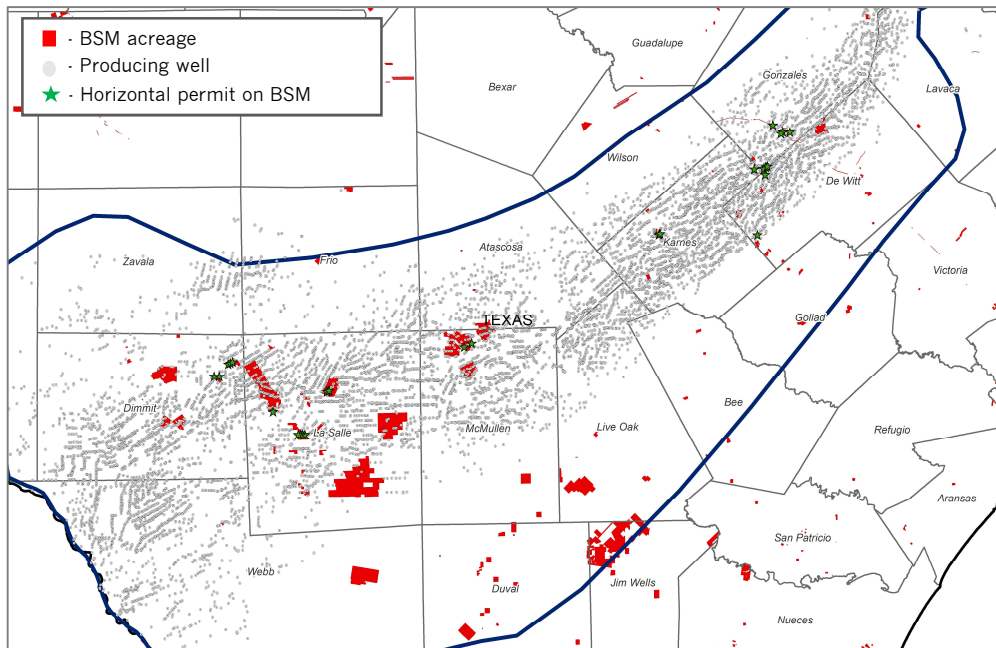 - BSM acreage
- Producing well
- Horizontal permit on BSM
Guadalupe
Gonzales
Bexar
Lavaca
Wilson
De Witt
Karnes
Atascosa
Zavala
Frio
Victoria
TEXAS
Goliad
Dimmit
La Salle
McMullen
Live Oak
Bee
Refugio
Aransas
San Patricio
Webb
Duval
Jim Wells
Nueces